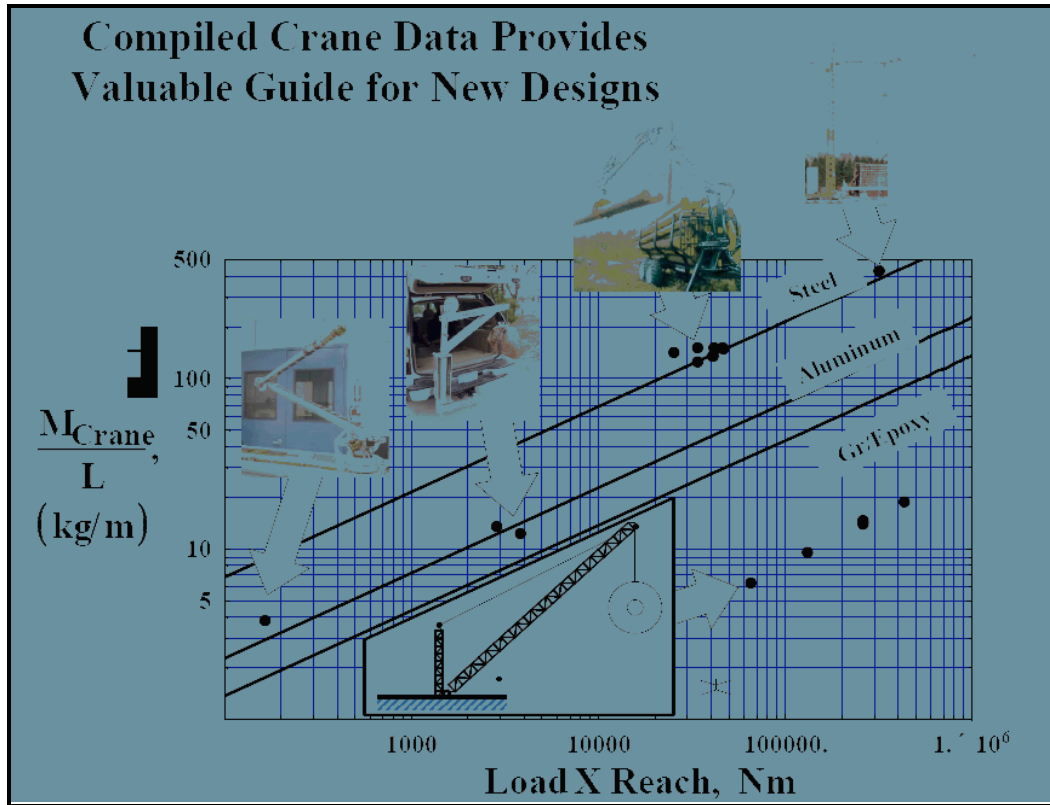 Compiled Crane Data Provides
Valuable Guide for New Designs
500
100
50
10
5
M_Crane
L
,
(kg/m)
Steel
Aluminum
Gr/Epoxy
1000
10000
100000.
1.´ 10^6
Load X Reach, Nm